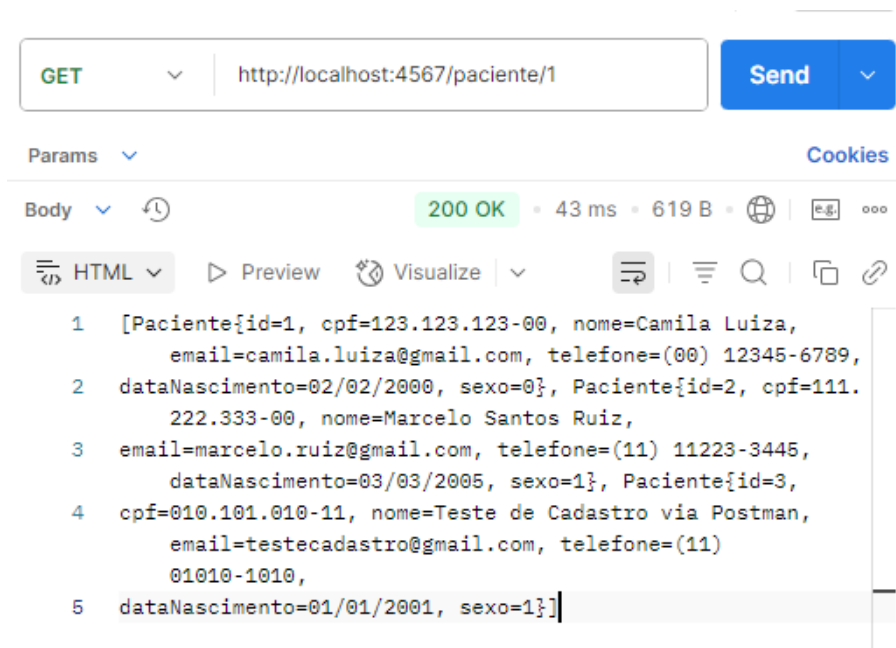 GET http://localhost:4567/paciente/1 Send
Params Cookies
Body 200 OK 43 ms 619 B e.g.
HTML Preview Visualize
1 [Paciente{id=1, cpf=123.123.123-00, nome=Camila Luiza,
email=camila.luiza@gmail.com, telefone=(00) 12345-6789,
2 dataNascimento=02/02/2000, sexo=0}, Paciente{id=2, cpf=111.
222.333-00, nome=Marcelo Santos Ruiz,
3 email=marcelo.ruiz@gmail.com, telefone=(11) 11223-3445,
dataNascimento=03/03/2005, sexo=1}, Paciente{id=3,
4 cpf=010.101.010-11, nome=Teste de Cadastro via Postman,
email=testecadastro@gmail.com, telefone=(11)
01010-1010,
5 dataNascimento=01/01/2001, sexo=1}]